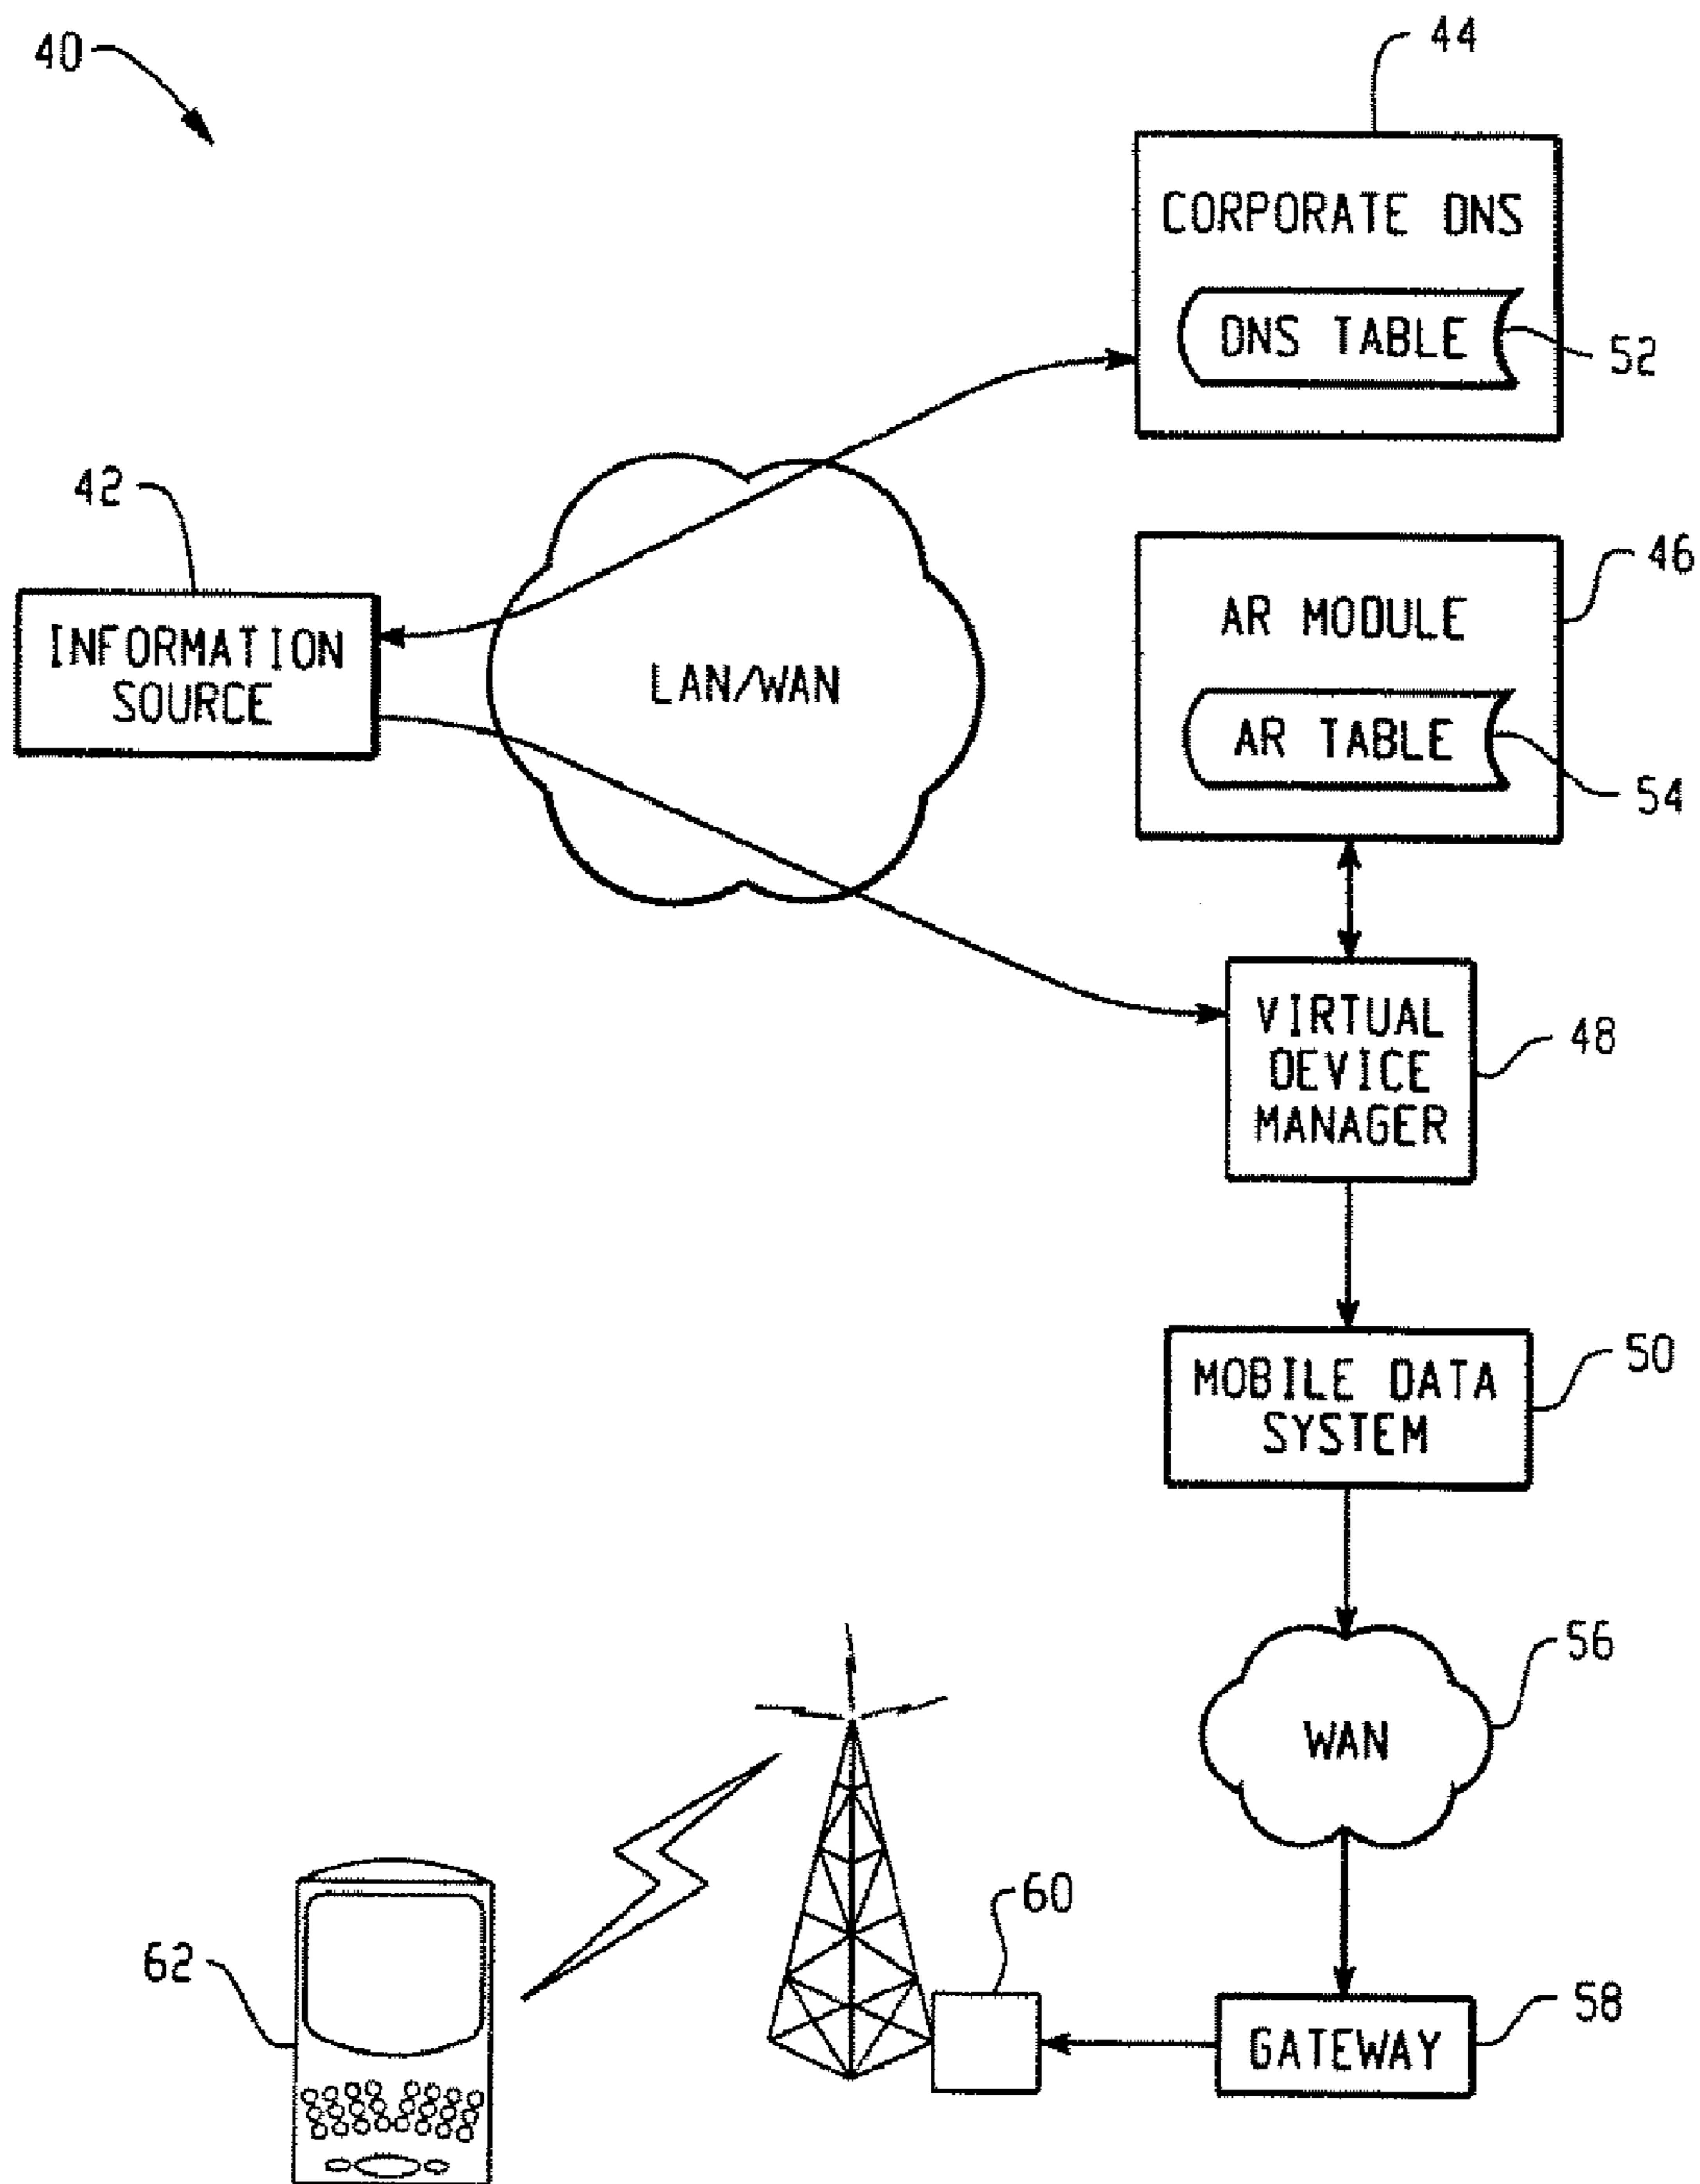 40
44
CORPORATE DNS
DNS TABLE
52
42
INFORMATION
SOURCE
LAN/WAN
46
AR MODULE
AR TABLE
54
VIRTUAL
DEVICE
MANAGER
48
MOBILE DATA
SYSTEM
50
56
WAN
60
62
58
GATEWAY